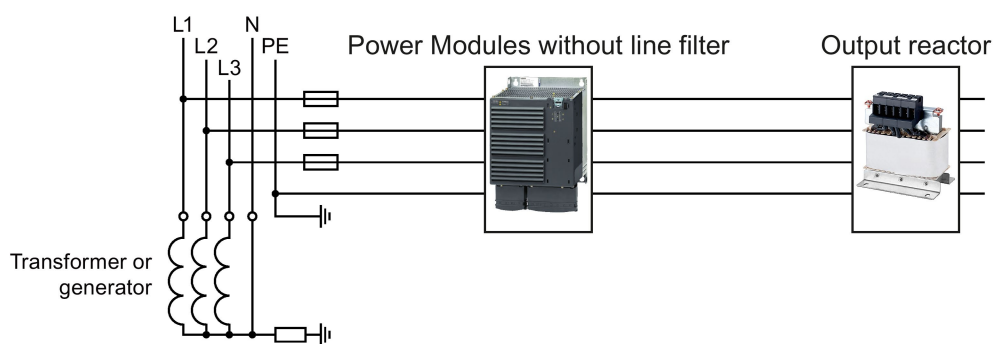 L1
L2
L3
N
PE
Power Modules without line filter
Output reactor
Transformer or
generator